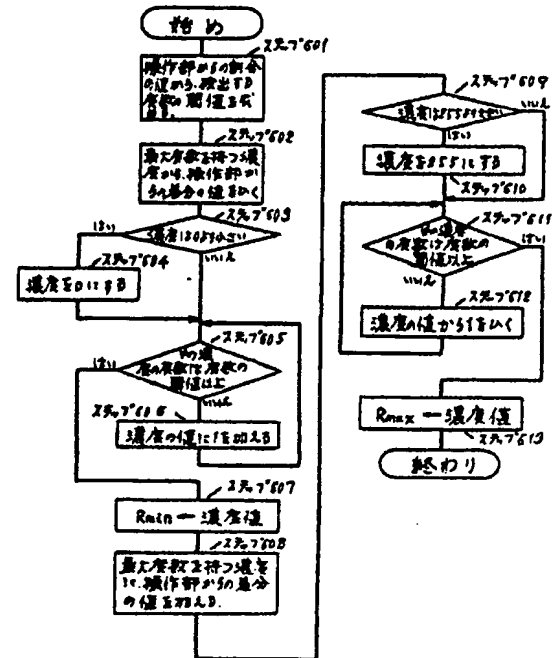 始め
ステップ601
操作部からの割合
の値から、検出する
度数の閾値を求
ステップ602
最大度数を持つ濃
度から、操作部か
らの差分の値をひく
ステップ603
濃度は0より小さい
はい
いいえ
ステップ604
濃度を0にする
ステップ605
その濃
度の度数は度数の
閾値以上
はい
いいえ
ステップ606
濃度の値に1を加える
ステップ607
Rmin ← 濃度値
ステップ608
最大度数を持つ濃度
に、操作部からの差分
の値を加える
ステップ609
濃度は255より大きい
いいえ
はい
濃度を255にする
ステップ610
ステップ611
その濃度
の度数は度数の
閾値以上
はい
いいえ
ステップ612
濃度の値から1をひく
Rmax ← 濃度値
ステップ613
終わり